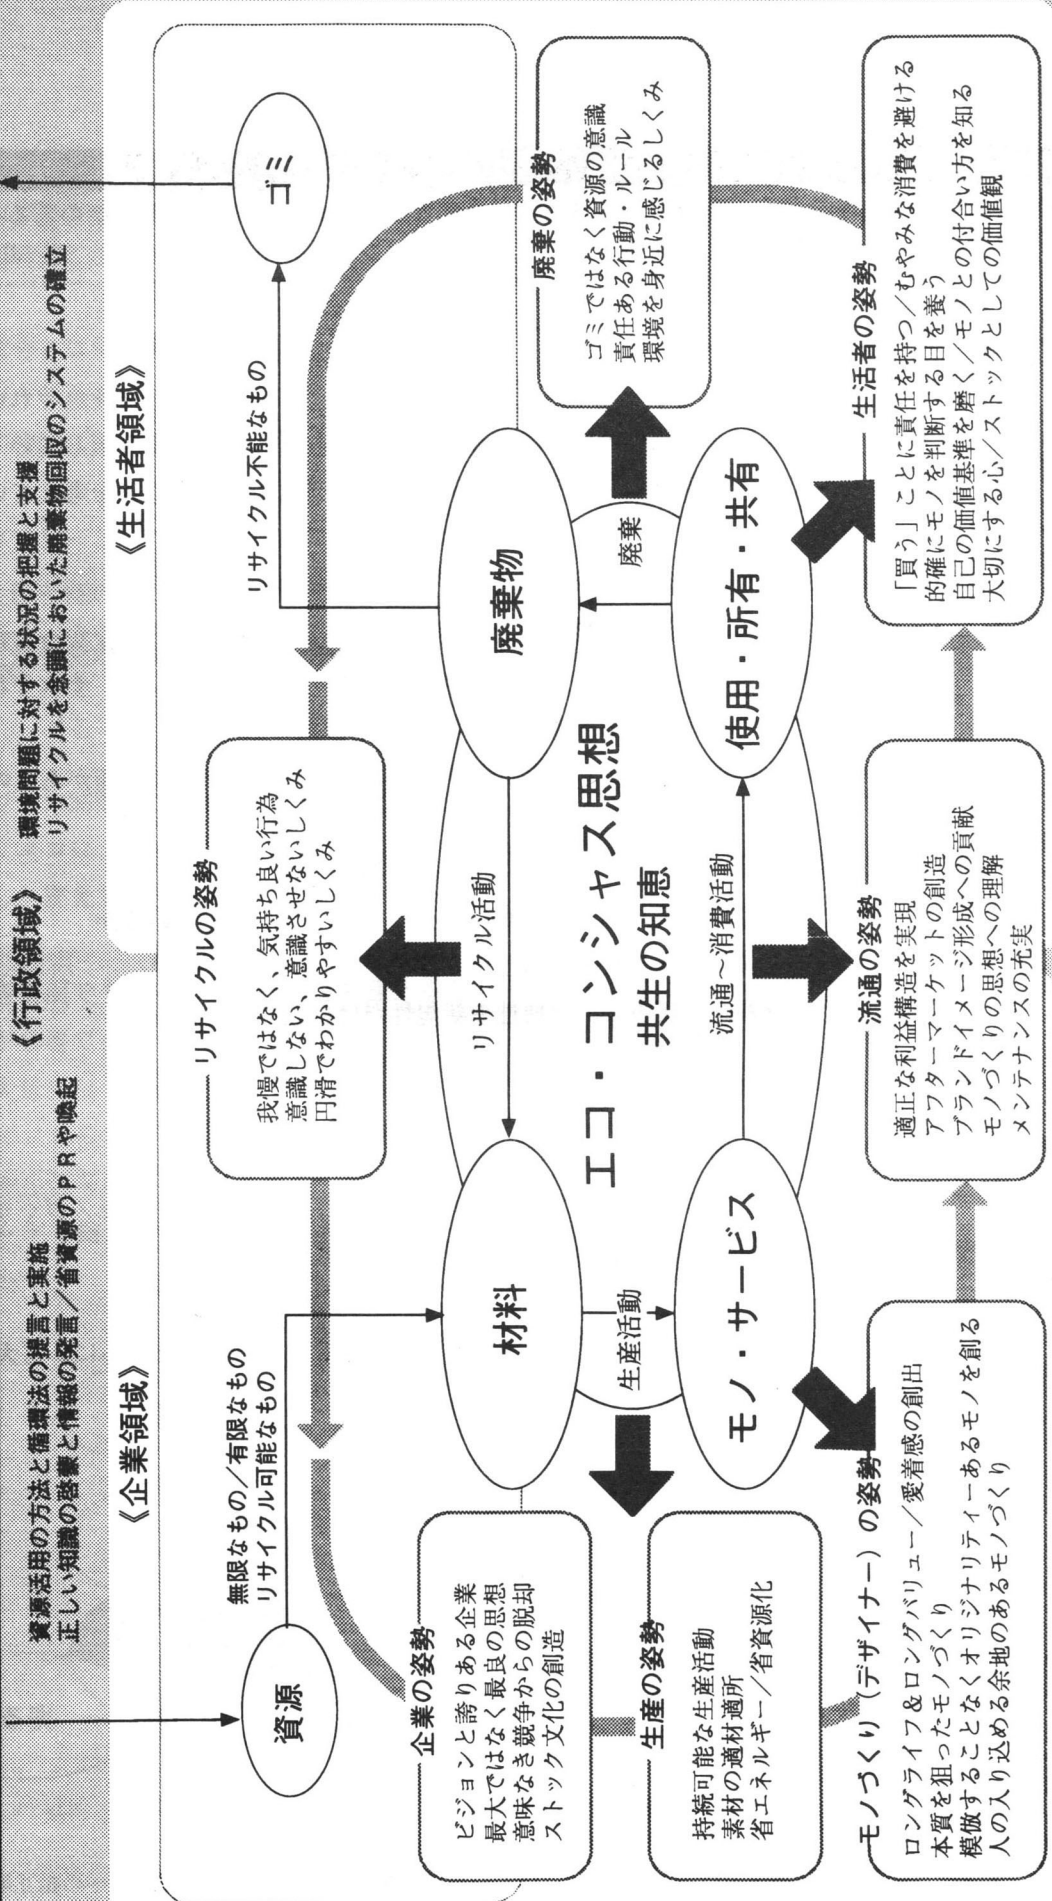 《行政領域》
資源活用の方法と循環法の提言と実施
正しい知識の啓蒙と情報の発言／省資源のＰＲや喚起
環境問題に対する状況の把握と支援
リサイクルを念頭においた廃棄物回収のシステムの確立
《企業領域》
《生活者領域》
資源
無限なもの／有限なもの
リサイクル可能なもの
リサイクル不能なもの
ゴミ
リサイクルの姿勢
我慢ではなく、気持ち良い行為
意識しない、意識させないしくみ
円滑でわかりやすいしくみ
企業の姿勢
ビジョンと誇りある企業
最大ではなく最良の思想
意味なき競争からの脱却
ストック文化の創造
材料
リサイクル活動
廃棄物
廃棄の姿勢
ゴミではなく資源の意識
責任ある行動・ルール
環境を身近に感じるしくみ
エコ・コンシャス思想
共生の知恵
生産活動
廃棄
生産の姿勢
持続可能な生産活動
素材の適材適所
省エネルギー／省資源化
モノ・サービス
流通～消費活動
使用・所有・共有
モノづくり（デザイナー）の姿勢
ロングライフ＆ロングバリュー／愛着感の創出
本質を狙ったモノづくり
模倣することなくオリジナリティーあるモノを創る
人の入り込める余地のあるモノづくり
流通の姿勢
適正な利益構造を実現
アフターマーケットの創造
ブランドイメージ形成への貢献
モノづくりの思想への理解
メンテナンスの充実
生活者の姿勢
「買う」ことに責任を持つ／むやみな消費を避ける
的確にモノを判断する目を養う
自己の価値基準を磨く／モノとの付合い方を知る
大切にする心／ストックとしての価値観